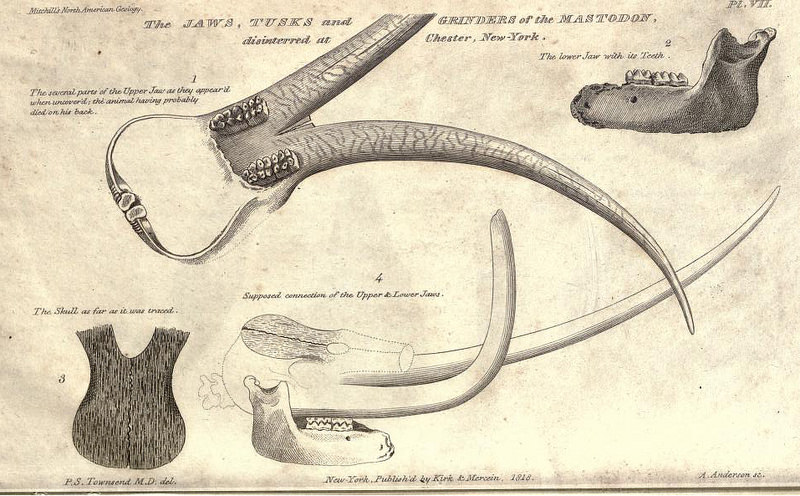 Mitchill's North American Geology.
Pl. VII.
The JAWS, TUSKS and GRINDERS of the MASTODON,
disinterred at Chester, New-York.
1
The several parts of the Upper Jaw as they appear'd
when uncover'd; the animal having probably
died on his back.
2
The lower Jaw with its Teeth.
4
Supposed connection of the Upper & Lower Jaws.
The Skull as far as it was traced.
3
P.S. Townsend M.D. del.
New-York, Publish'd by Kirk & Mercein, 1818.
A. Anderson sc.